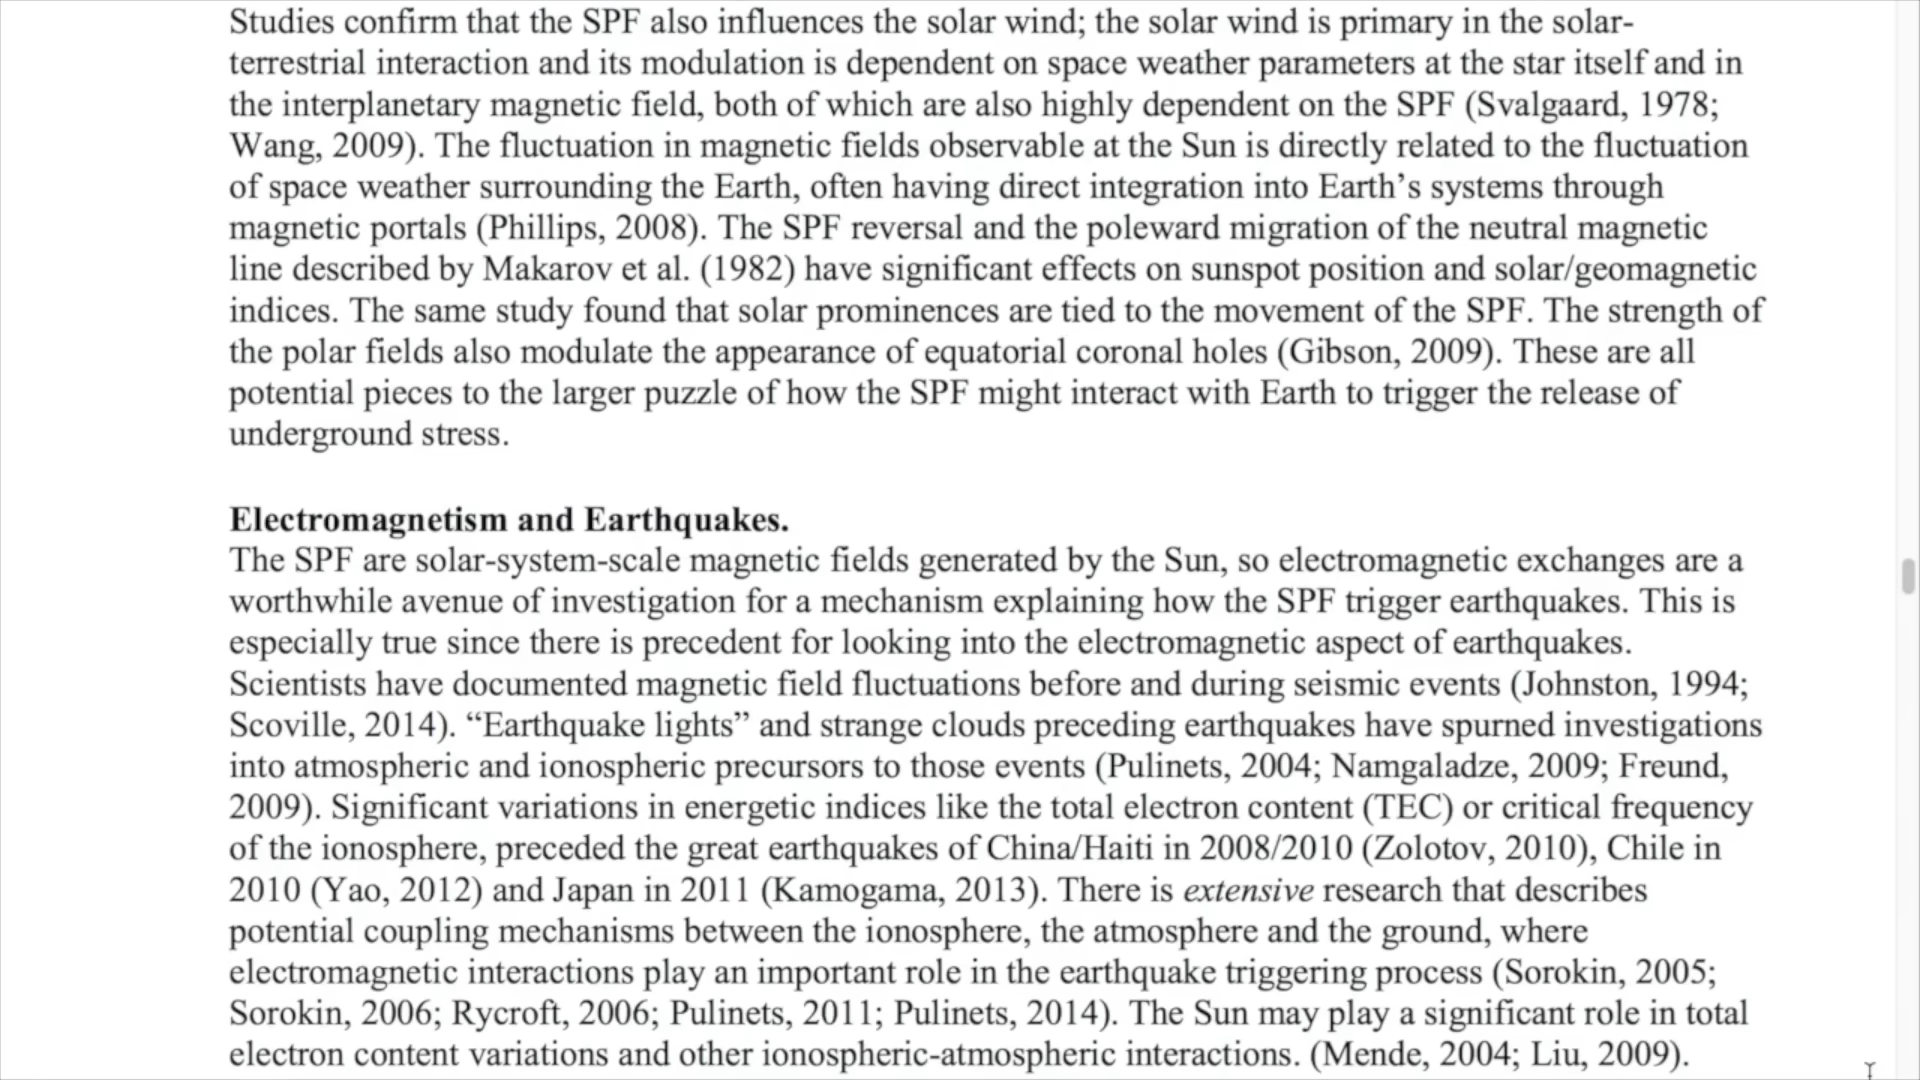 Studies confirm that the SPF also influences the solar wind; the solar wind is primary in the solar-
terrestrial interaction and its modulation is dependent on space weather parameters at the star itself and in
the interplanetary magnetic field, both of which are also highly dependent on the SPF (Svalgaard, 1978;
Wang, 2009). The fluctuation in magnetic fields observable at the Sun is directly related to the fluctuation
of space weather surrounding the Earth, often having direct integration into Earth’s systems through
magnetic portals (Phillips, 2008). The SPF reversal and the poleward migration of the neutral magnetic
line described by Makarov et al. (1982) have significant effects on sunspot position and solar/geomagnetic
indices. The same study found that solar prominences are tied to the movement of the SPF. The strength of
the polar fields also modulate the appearance of equatorial coronal holes (Gibson, 2009). These are all
potential pieces to the larger puzzle of how the SPF might interact with Earth to trigger the release of
underground stress.
Electromagnetism and Earthquakes.
The SPF are solar-system-scale magnetic fields generated by the Sun, so electromagnetic exchanges are a
worthwhile avenue of investigation for a mechanism explaining how the SPF trigger earthquakes. This is
especially true since there is precedent for looking into the electromagnetic aspect of earthquakes.
Scientists have documented magnetic field fluctuations before and during seismic events (Johnston, 1994;
Scoville, 2014). “Earthquake lights” and strange clouds preceding earthquakes have spurned investigations
into atmospheric and ionospheric precursors to those events (Pulinets, 2004; Namgaladze, 2009; Freund,
2009). Significant variations in energetic indices like the total electron content (TEC) or critical frequency
of the ionosphere, preceded the great earthquakes of China/Haiti in 2008/2010 (Zolotov, 2010), Chile in
2010 (Yao, 2012) and Japan in 2011 (Kamogama, 2013). There is extensive research that describes
potential coupling mechanisms between the ionosphere, the atmosphere and the ground, where
electromagnetic interactions play an important role in the earthquake triggering process (Sorokin, 2005;
Sorokin, 2006; Rycroft, 2006; Pulinets, 2011; Pulinets, 2014). The Sun may play a significant role in total
electron content variations and other ionospheric-atmospheric interactions. (Mende, 2004; Liu, 2009).